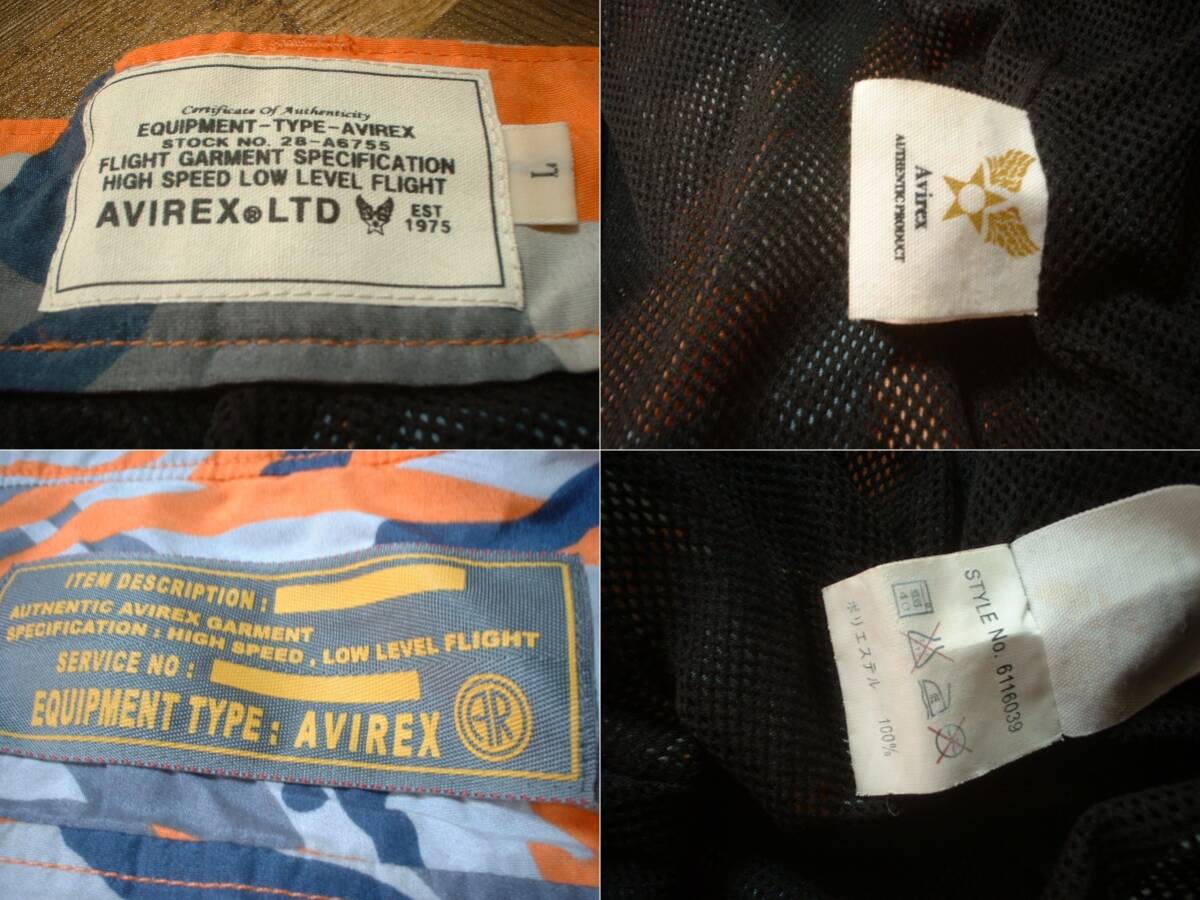 Certificate Of Authenticity
EQUIPMENT-TYPE-AVIREX
STOCK NO. 28-A6755
FLIGHT GARMENT SPECIFICATION
HIGH SPEED LOW LEVEL FLIGHT
AVIREX®LTD EST 1975
L
Avirex
AUTHENTIC PRODUCT
ITEM DESCRIPTION :
AUTHENTIC AVIREX GARMENT
SPECIFICATION : HIGH SPEED , LOW LEVEL FLIGHT
SERVICE NO :
EQUIPMENT TYPE : AVIREX
STYLE No. 6116039
40
ポリエステル 100%